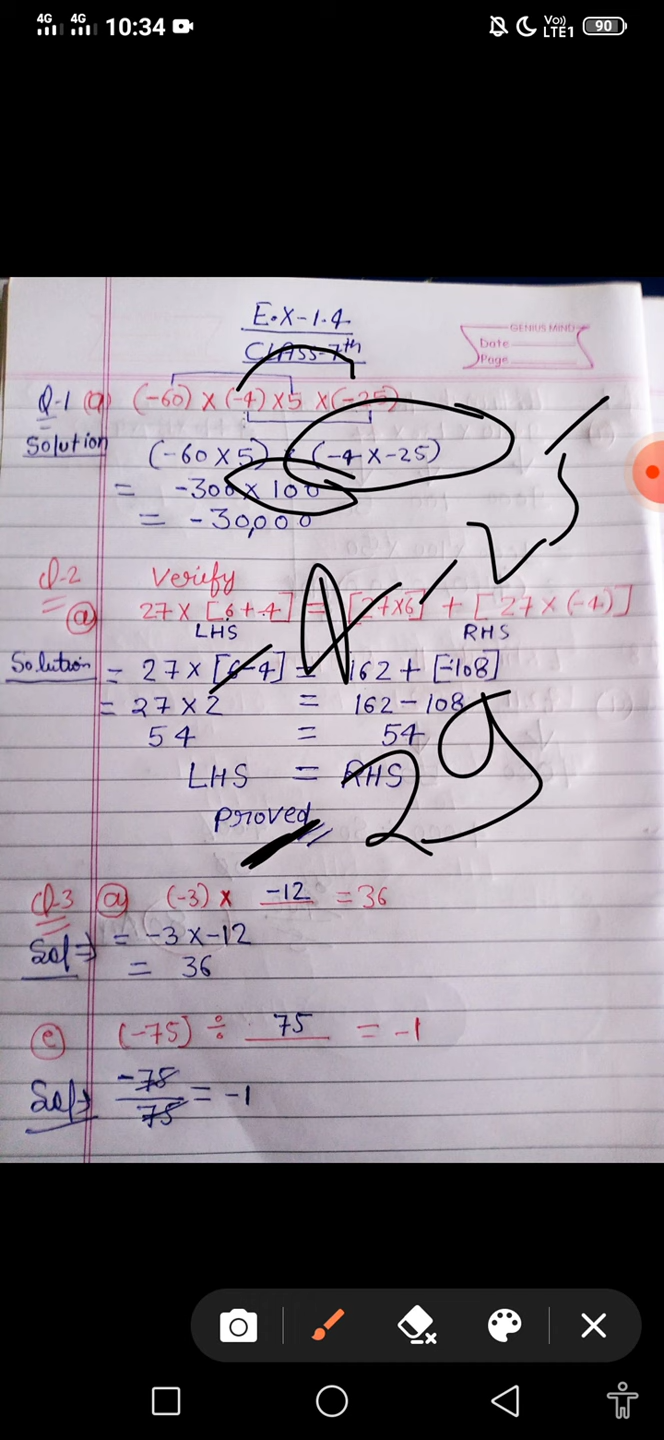 4G 4G 10:34 Vo)) LTE1 90
E.X-1.4
CLASS-7th
GENIUS MIND
Date
Page
Q-1 (a) (-60) × (-4) ×5 ×(-25)
Solution
(-60×5) × (-4×-25)
= -300×100
= -30,000
Q-2 Verify
(a) 27× [6+-4] = [27×6] + [27×(-4)]
LHS RHS
Solution = 27×[6-4] = 162+[-108]
= 27×2 = 162-108
54 = 54
LHS = RHS
Proved
29
Q-3 (a) (-3) × -12 = 36
Sol⇒ = -3×-12
= 36
(e) (-75) ÷ 75 = -1
Sol⇒ -75/75 = -1